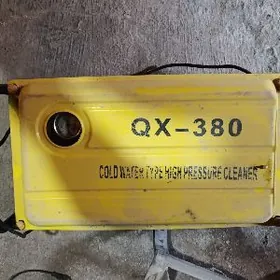 QX-380
COLD WATER TYPE HIGH PRESSURE CLEANER